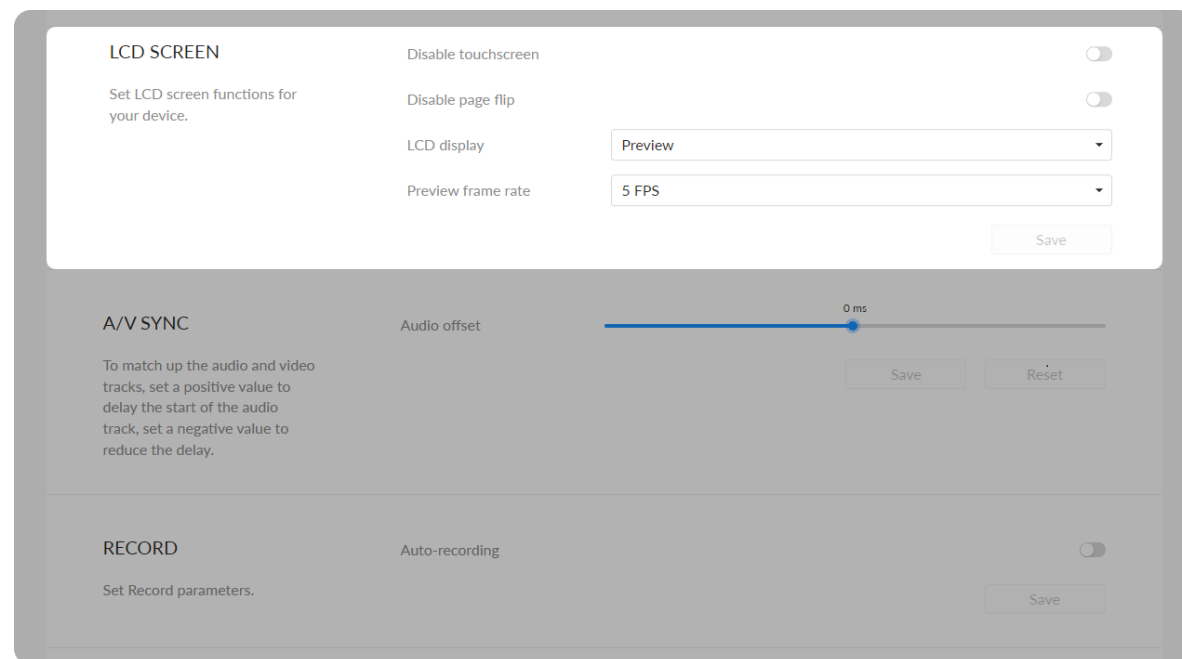 LCD SCREEN
Set LCD screen functions for
your device.
Disable touchscreen
Disable page flip
LCD display
Preview
Preview frame rate
5 FPS
Save
A/V SYNC
To match up the audio and video
tracks, set a positive value to
delay the start of the audio
track, set a negative value to
reduce the delay.
Audio offset
0 ms
Save
Reset
RECORD
Set Record parameters.
Auto-recording
Save